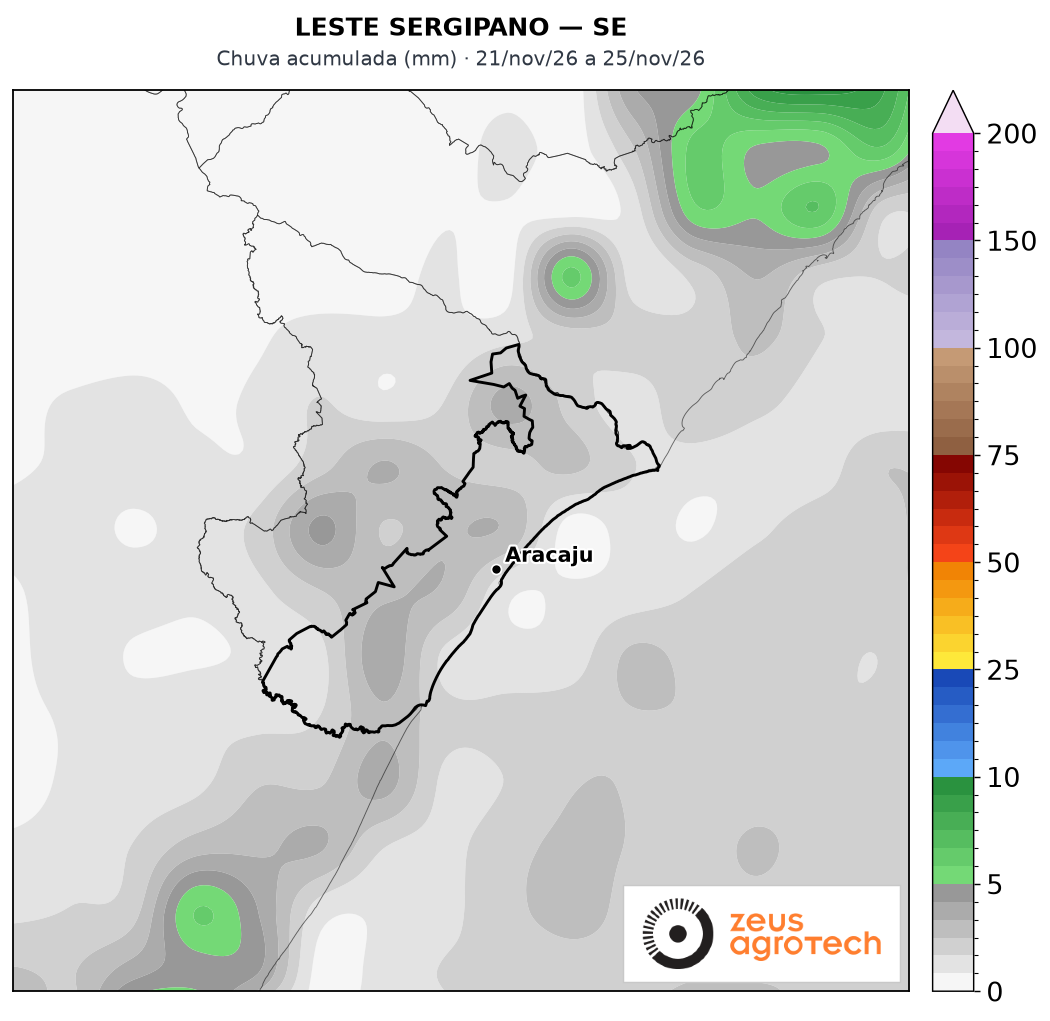 LESTE SERGIPANO — SE
Chuva acumulada (mm) · 21/nov/26 a 25/nov/26
200
150
100
75
50
25
10
5
0
Aracaju
zeus
agroTech